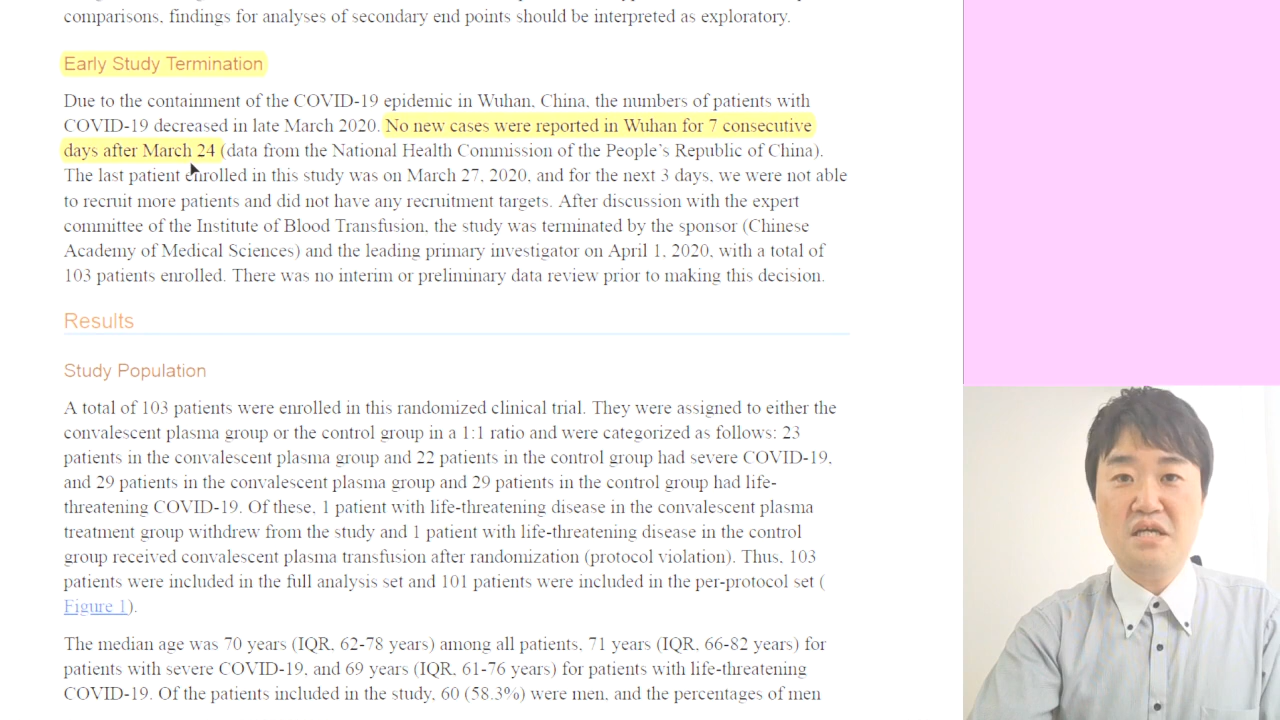 comparisons, findings for analyses of secondary end points should be interpreted as exploratory.
Early Study Termination
Due to the containment of the COVID-19 epidemic in Wuhan, China, the numbers of patients with
COVID-19 decreased in late March 2020. No new cases were reported in Wuhan for 7 consecutive
days after March 24 (data from the National Health Commission of the People’s Republic of China).
The last patient enrolled in this study was on March 27, 2020, and for the next 3 days, we were not able
to recruit more patients and did not have any recruitment targets. After discussion with the expert
committee of the Institute of Blood Transfusion, the study was terminated by the sponsor (Chinese
Academy of Medical Sciences) and the leading primary investigator on April 1, 2020, with a total of
103 patients enrolled. There was no interim or preliminary data review prior to making this decision.
Results
Study Population
A total of 103 patients were enrolled in this randomized clinical trial. They were assigned to either the
convalescent plasma group or the control group in a 1:1 ratio and were categorized as follows: 23
patients in the convalescent plasma group and 22 patients in the control group had severe COVID-19,
and 29 patients in the convalescent plasma group and 29 patients in the control group had life-
threatening COVID-19. Of these, 1 patient with life-threatening disease in the convalescent plasma
treatment group withdrew from the study and 1 patient with life-threatening disease in the control
group received convalescent plasma transfusion after randomization (protocol violation). Thus, 103
patients were included in the full analysis set and 101 patients were included in the per-protocol set (
Figure 1).
The median age was 70 years (IQR, 62-78 years) among all patients, 71 years (IQR, 66-82 years) for
patients with severe COVID-19, and 69 years (IQR, 61-76 years) for patients with life-threatening
COVID-19. Of the patients included in the study, 60 (58.3%) were men, and the percentages of men